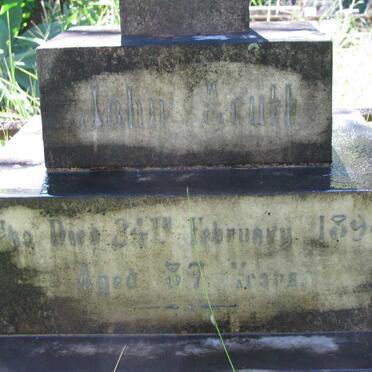 John
Who Died 24th February
Aged 37 Years